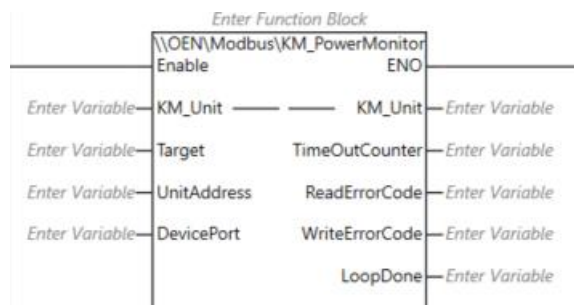 Enter Function Block
\\OEN\Modbus\KM_PowerMonitor
Enable ENO
Enter Variable KM_Unit KM_Unit Enter Variable
Enter Variable Target TimeOutCounter Enter Variable
Enter Variable UnitAddress ReadErrorCode Enter Variable
Enter Variable DevicePort WriteErrorCode Enter Variable
LoopDone Enter Variable